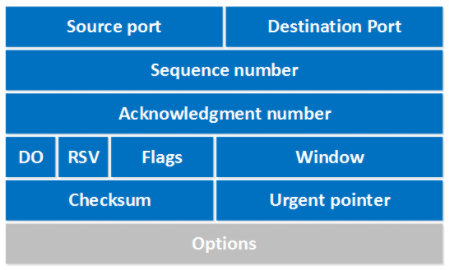 Source port Destination Port
Sequence number
Acknowledgment number
DO RSV Flags Window
Checksum Urgent pointer
Options